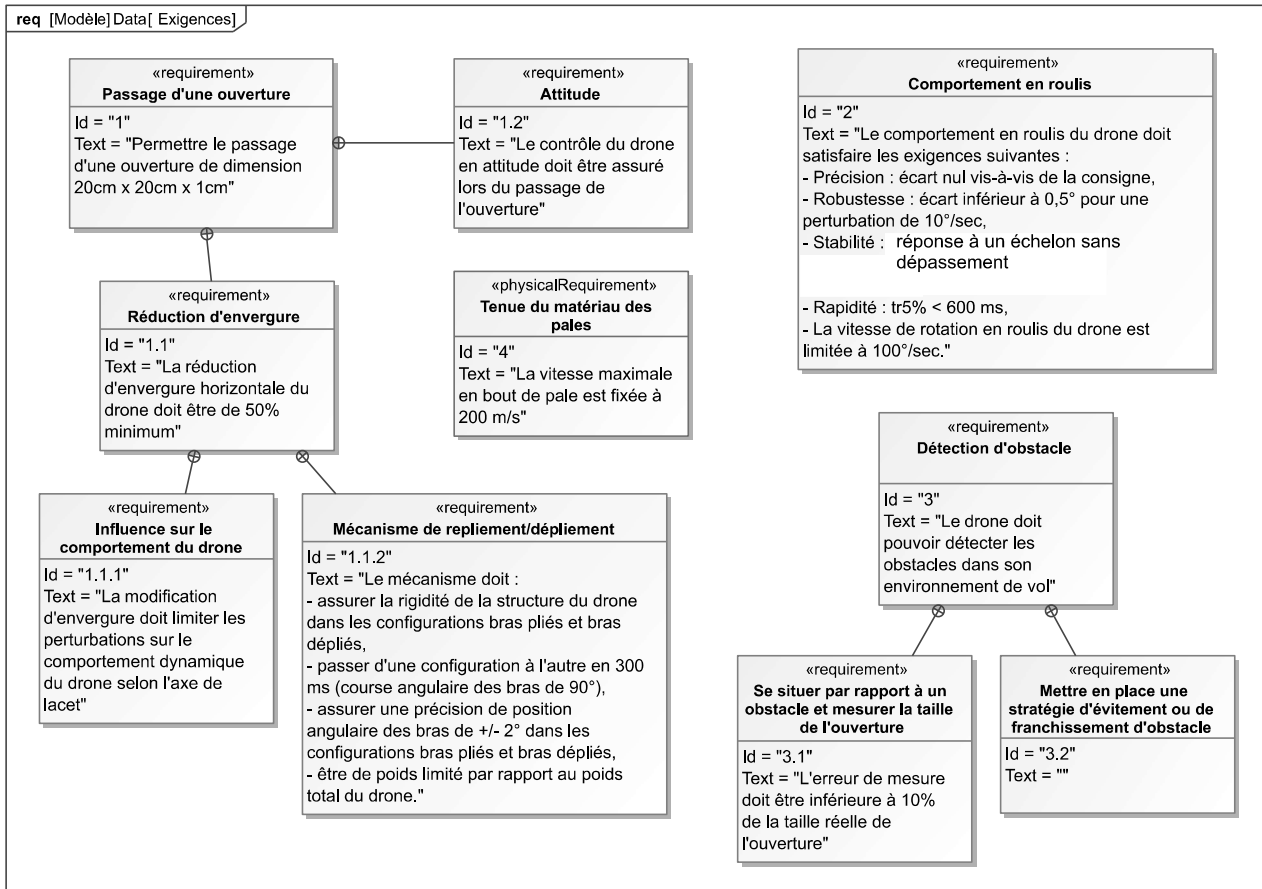 req [Modèle] Data[ Exigences]
«requirement»
Passage d'une ouverture
Id = "1"
Text = "Permettre le passage
d'une ouverture de dimension
20cm x 20cm x 1cm"
«requirement»
Attitude
Id = "1.2"
Text = "Le contrôle du drone
en attitude doit être assuré
lors du passage de
l'ouverture"
«requirement»
Comportement en roulis
Id = "2"
Text = "Le comportement en roulis du drone doit
satisfaire les exigences suivantes :
- Précision : écart nul vis-à-vis de la consigne,
- Robustesse : écart inférieur à 0,5° pour une
perturbation de 10°/sec,
- Stabilité : réponse à un échelon sans
dépassement
- Rapidité : tr5% < 600 ms,
- La vitesse de rotation en roulis du drone est
limitée à 100°/sec."
«requirement»
Réduction d'envergure
Id = "1.1"
Text = "La réduction
d'envergure horizontale du
drone doit être de 50%
minimum"
«physicalRequirement»
Tenue du matériau des
pales
Id = "4"
Text = "La vitesse maximale
en bout de pale est fixée à
200 m/s"
«requirement»
Détection d'obstacle
Id = "3"
Text = "Le drone doit
pouvoir détecter les
obstacles dans son
environnement de vol"
«requirement»
Influence sur le
comportement du drone
Id = "1.1.1"
Text = "La modification
d'envergure doit limiter les
perturbations sur le
comportement dynamique
du drone selon l'axe de
lacet"
«requirement»
Mécanisme de repliement/dépliement
Id = "1.1.2"
Text = "Le mécanisme doit :
- assurer la rigidité de la structure du drone
dans les configurations bras pliés et bras
dépliés,
- passer d'une configuration à l'autre en 300
ms (course angulaire des bras de 90°),
- assurer une précision de position
angulaire des bras de +/- 2° dans les
configurations bras pliés et bras dépliés,
- être de poids limité par rapport au poids
total du drone."
«requirement»
Se situer par rapport à un
obstacle et mesurer la taille
de l'ouverture
Id = "3.1"
Text = "L'erreur de mesure
doit être inférieure à 10%
de la taille réelle de
l'ouverture"
«requirement»
Mettre en place une
stratégie d'évitement ou de
franchissement d'obstacle
Id = "3.2"
Text = ""